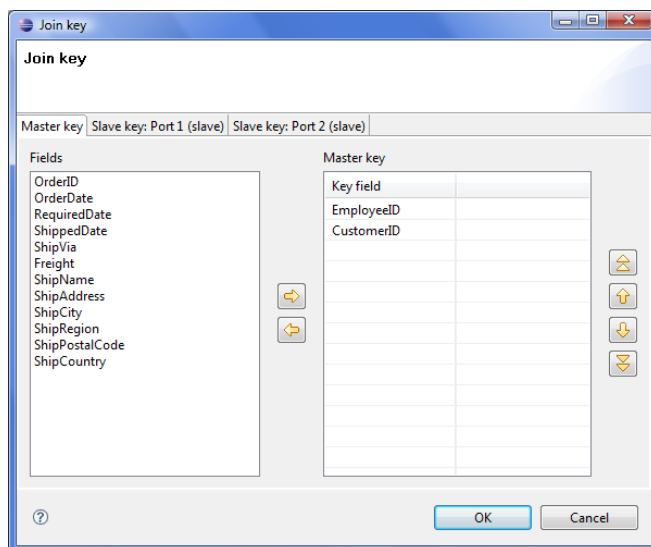 Join key
Join key
Master key Slave key: Port 1 (slave) Slave key: Port 2 (slave)
Fields
OrderID
OrderDate
RequiredDate
ShippedDate
ShipVia
Freight
ShipName
ShipAddress
ShipCity
ShipRegion
ShipPostalCode
ShipCountry
Master key
Key field
EmployeeID
CustomerID
?
OK Cancel